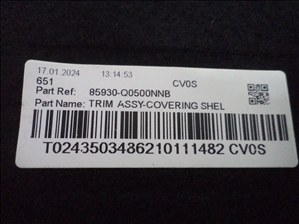 17.01.2024 13:14:53
651 CV0S
Part Ref: 85930-Q0500NNB
Part Name: TRIM ASSY-COVERING SHEL
T0243503486210111482 CV0S